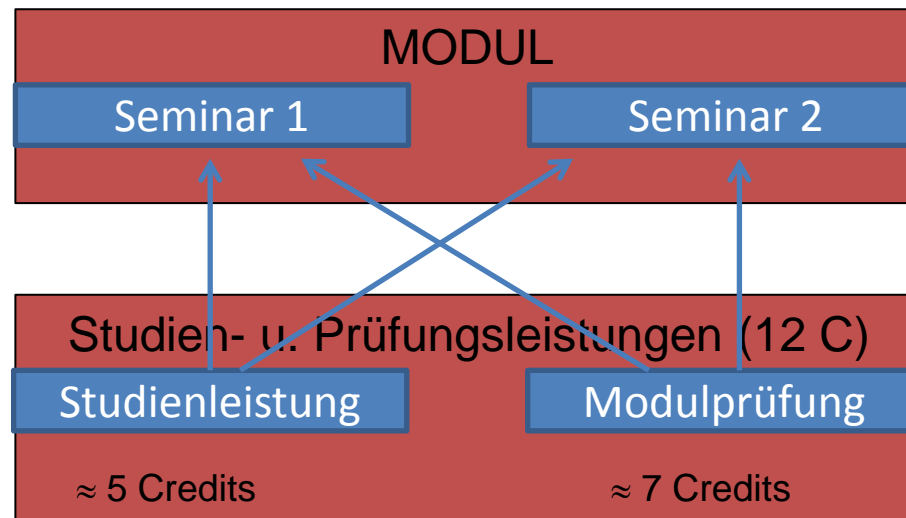 MODUL
Seminar 1
Seminar 2
Studien- u. Prüfungsleistungen (12 C)
Studienleistung
Modulprüfung
≈ 5 Credits
≈ 7 Credits